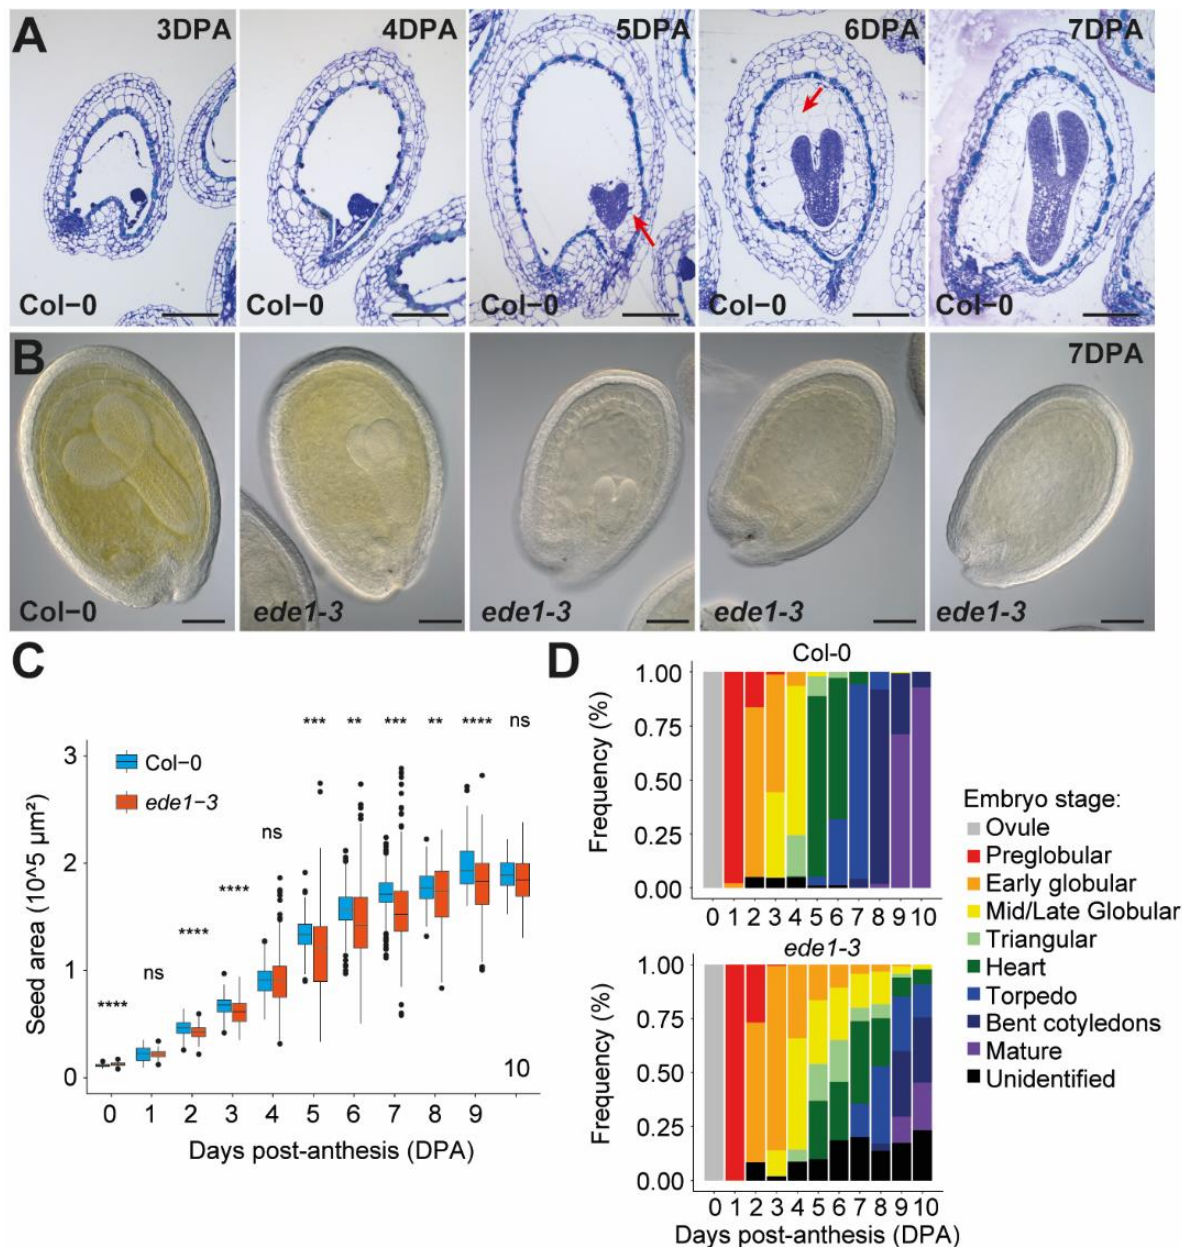 A
3DPA
4DPA
5DPA
6DPA
7DPA
Col−0
Col−0
Col−0
Col−0
Col−0
B
7DPA
Col−0
ede1-3
ede1-3
ede1-3
ede1-3
C
Seed area (10^5 µm²)
3
2
1
0
Col−0
ede1−3
****
ns
****
****
ns
***
**
***
**
****
ns
0 1 2 3 4 5 6 7 8 9
10
Days post-anthesis (DPA)
D
Col-0
Frequency (%)
1.00
0.75
0.50
0.25
0.00
0 1 2 3 4 5 6 7 8 9 10
ede1-3
Frequency (%)
1.00
0.75
0.50
0.25
0.00
0 1 2 3 4 5 6 7 8 9 10
Days post-anthesis (DPA)
Embryo stage:
Ovule
Preglobular
Early globular
Mid/Late Globular
Triangular
Heart
Torpedo
Bent cotyledons
Mature
Unidentified